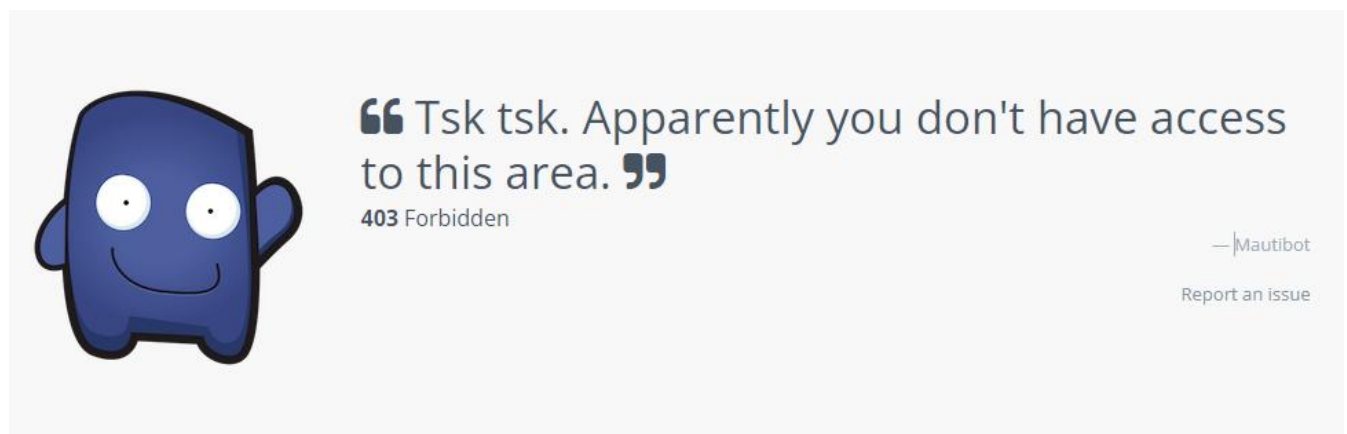 ❝ Tsk tsk. Apparently you don't have access
to this area. ❞
403 Forbidden
— Mautibot
Report an issue